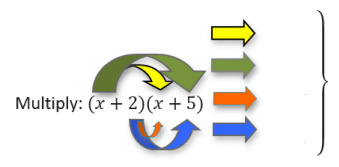 Multiply: (x + 2)(x + 5)